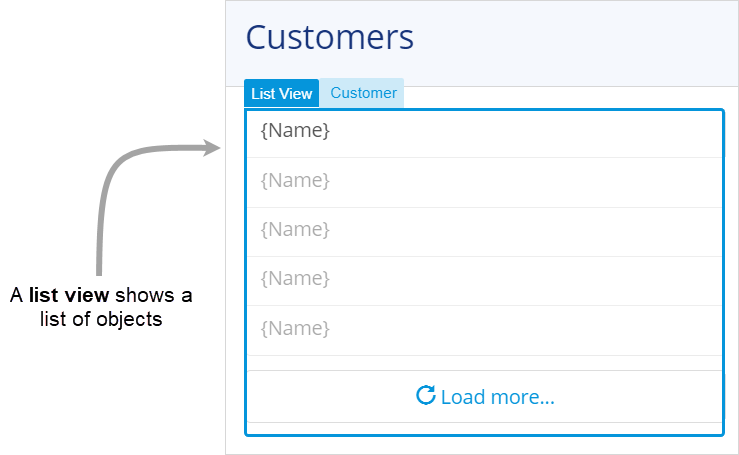 Customers
List View Customer
{Name}
{Name}
{Name}
{Name}
{Name}
Load more...
A list view shows a
list of objects